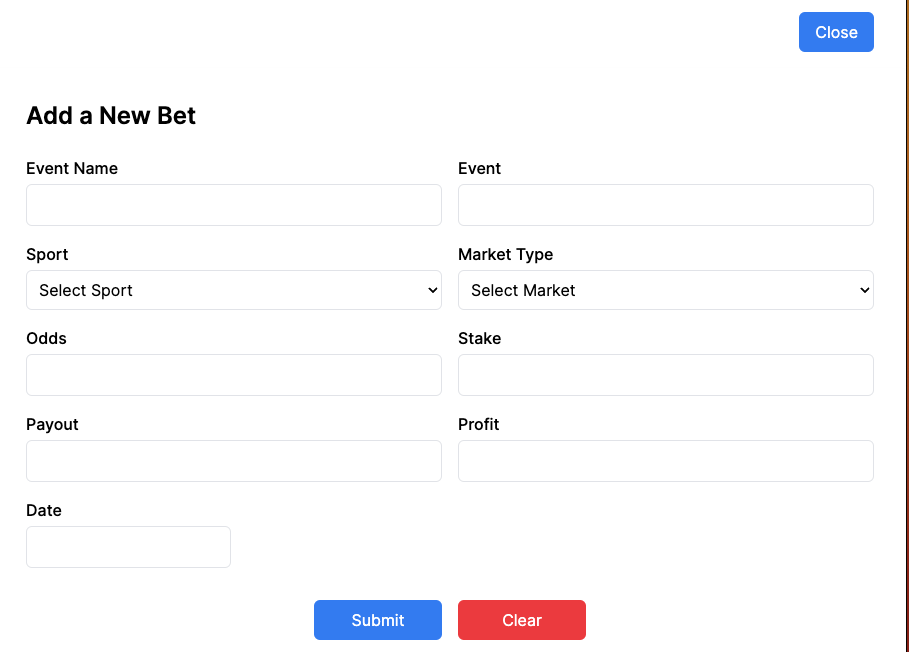 Close
Add a New Bet
Event Name
Event
Sport
Market Type
Select Sport
Select Market
Odds
Stake
Payout
Profit
Date
Submit
Clear